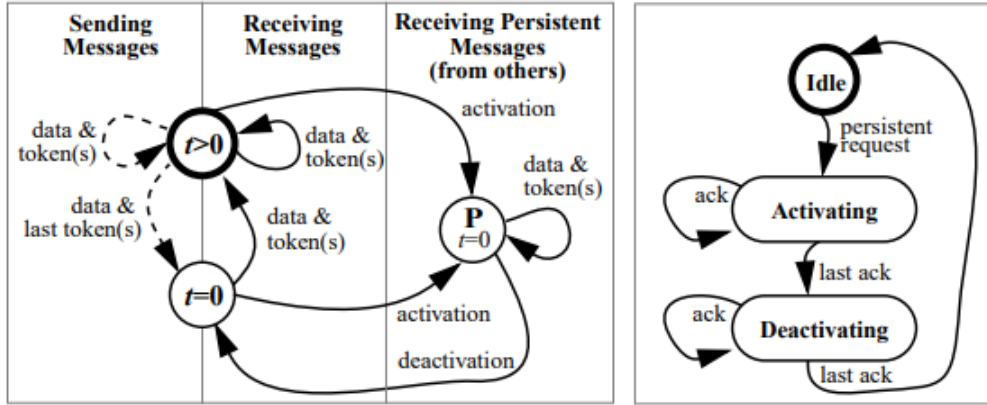 Sending
Messages
Receiving
Messages
Receiving Persistent
Messages
(from others)
activation
data &
token(s)
t>0
data &
token(s)
data &
token(s)
data &
last token(s)
data &
token(s)
P
t=0
t=0
activation
deactivation
Idle
persistent
request
ack
Activating
last ack
ack
Deactivating
last ack